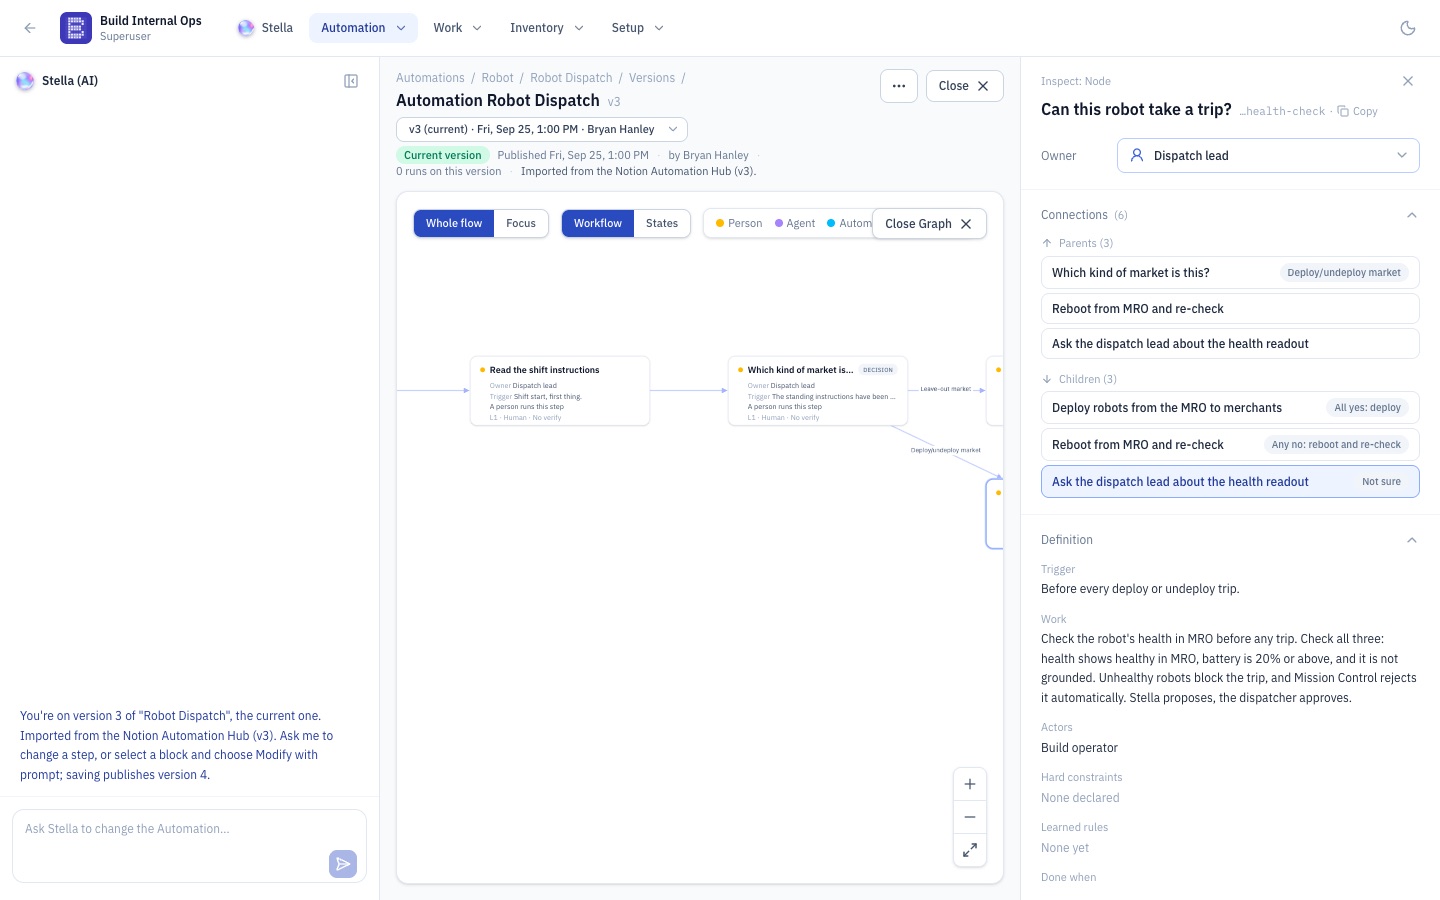 Build Internal Ops
Superuser
Stella
Automation
Work
Inventory
Setup
Stella (AI)
You're on version 3 of "Robot Dispatch", the current one.
Imported from the Notion Automation Hub (v3). Ask me to
change a step, or select a block and choose Modify with
prompt; saving publishes version 4.
Ask Stella to change the Automation...
Automations / Robot / Robot Dispatch / Versions /
Automation Robot Dispatch v3
Close
v3 (current) · Fri, Sep 25, 1:00 PM · Bryan Hanley
Current version Published Fri, Sep 25, 1:00 PM · by Bryan Hanley ·
0 runs on this version · Imported from the Notion Automation Hub (v3).
Whole flow Focus
Workflow States
Person Agent Autom
Close Graph
Read the shift instructions
Owner Dispatch lead
Trigger Shift start, first thing.
A person runs this step
L1 · Human · No verify
Which kind of market is... DECISION
Owner Dispatch lead
Trigger The standing instructions have been ...
A person runs this step
L1 · Human · No verify
Leave-out market
Deploy/undeploy market
Inspect: Node
Can this robot take a trip? …health-check · Copy
Owner
Dispatch lead
Connections (6)
Parents (3)
Which kind of market is this? Deploy/undeploy market
Reboot from MRO and re-check
Ask the dispatch lead about the health readout
Children (3)
Deploy robots from the MRO to merchants All yes: deploy
Reboot from MRO and re-check Any no: reboot and re-check
Ask the dispatch lead about the health readout Not sure
Definition
Trigger
Before every deploy or undeploy trip.
Work
Check the robot's health in MRO before any trip. Check all three:
health shows healthy in MRO, battery is 20% or above, and it is not
grounded. Unhealthy robots block the trip, and Mission Control rejects
it automatically. Stella proposes, the dispatcher approves.
Actors
Build operator
Hard constraints
None declared
Learned rules
None yet
Done when